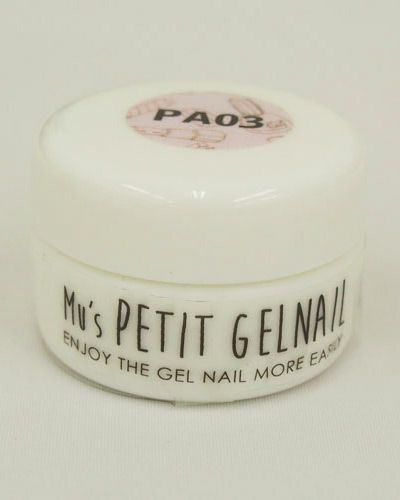 PA03
Mu's PETIT GELNAIL
ENJOY THE GEL NAIL MORE EASILY